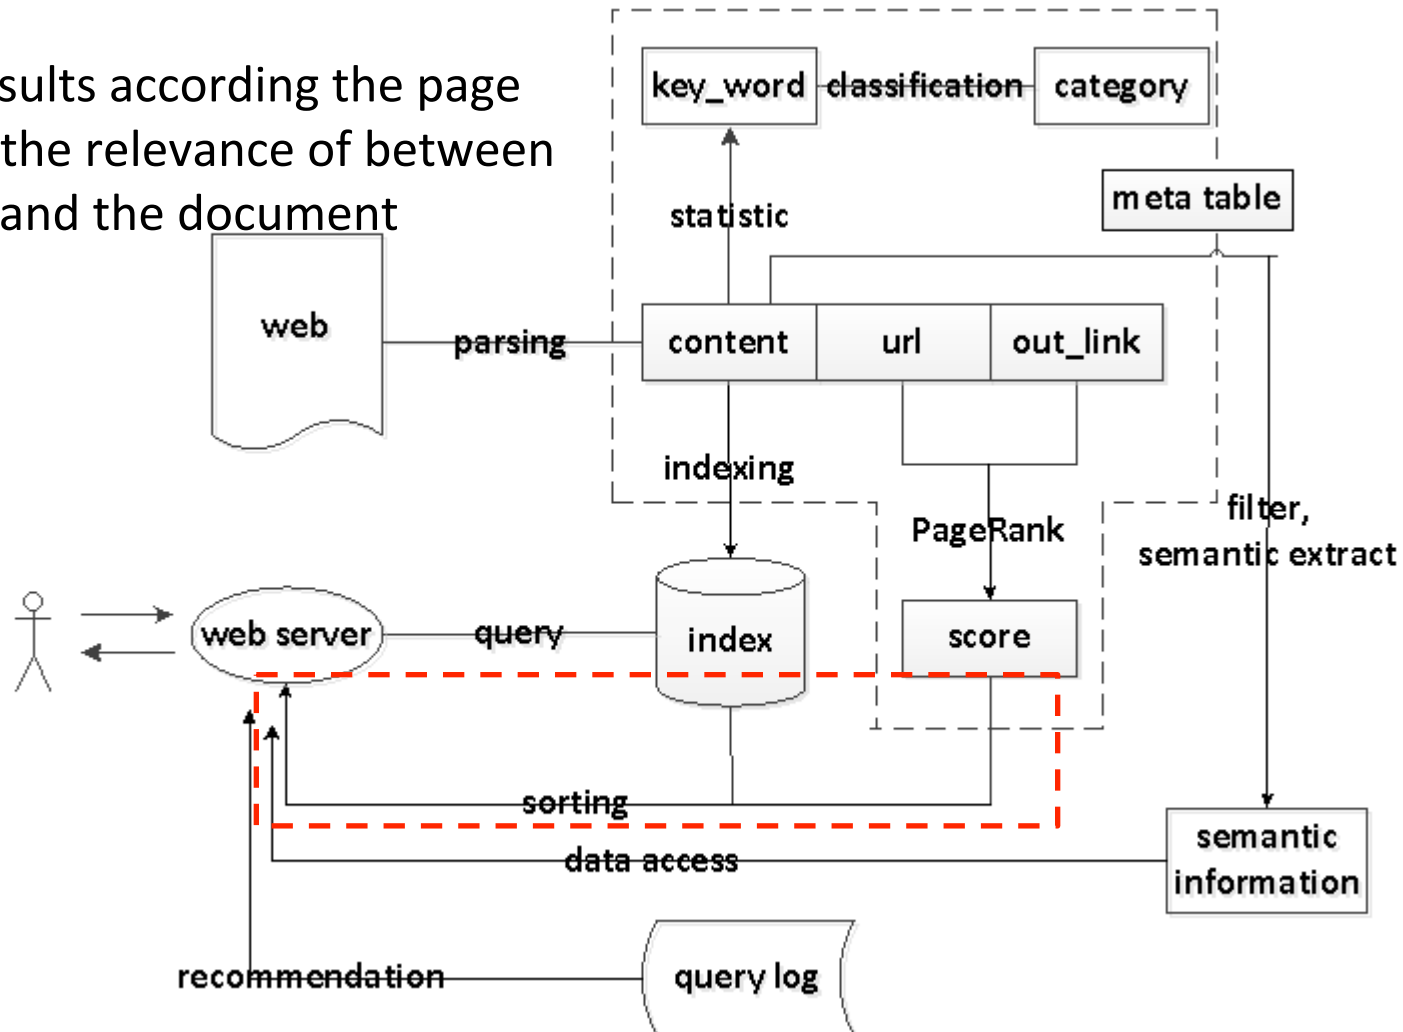 sults according the page
the relevance of between
and the document
key_word
classification
category
meta table
statistic
web
parsing
content
url
out_link
indexing
PageRank
filter,
semantic extract
web server
query
index
score
sorting
data access
semantic
information
recommendation
query log